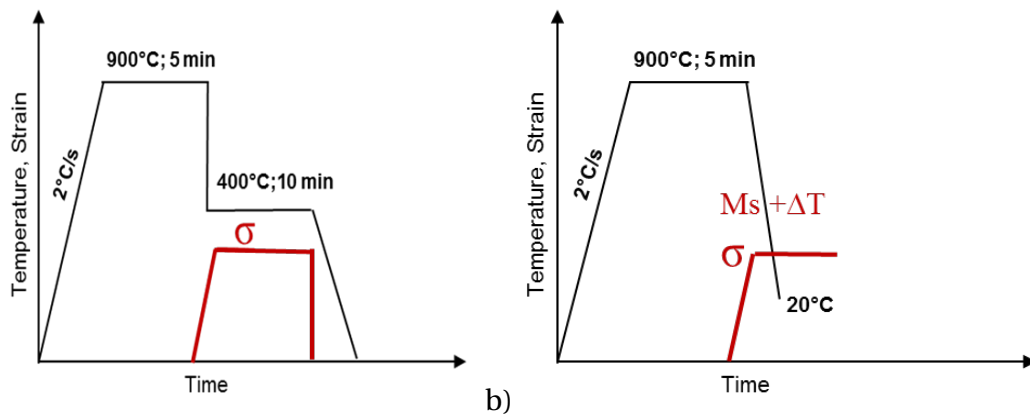 Temperature, Strain
2°C/s
900°C; 5 min
400°C;10 min
σ
Time
b)
Temperature, Strain
2°C/s
900°C; 5 min
Ms +ΔT
σ
20°C
Time